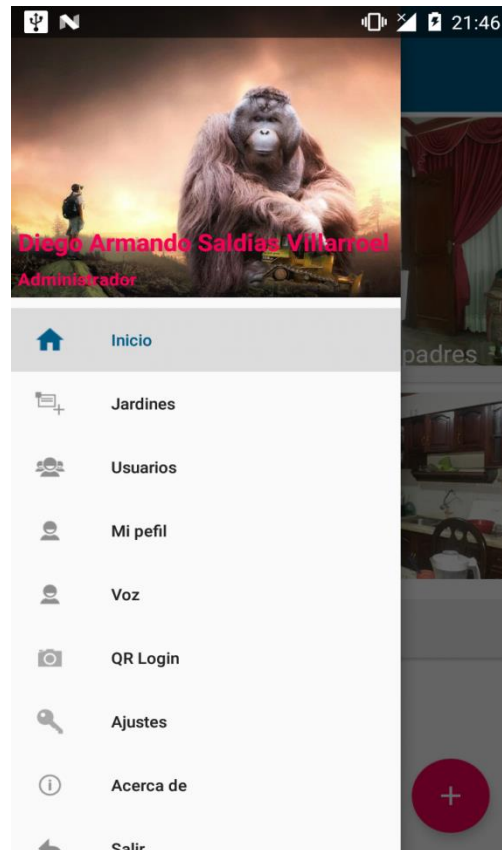 21:46
Diego Armando Saldias Villarroel
Administrador
Inicio
padres
Jardines
Usuarios
Mi pefil
Voz
QR Login
Ajustes
Acerca de
Salir